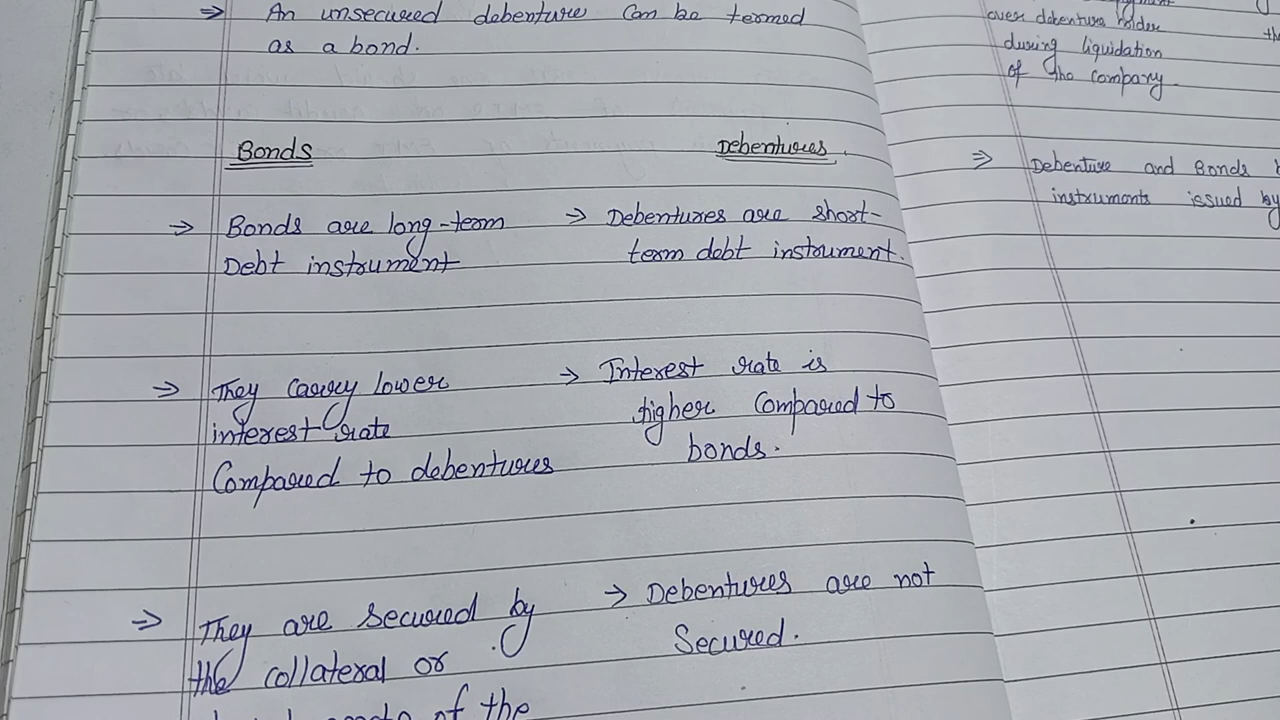 ⇒ An unsecured debenture can be termed
as a bond.
Bonds
⇒ Bonds are long-term
Debt instrument
⇒ They carry lower
interest rate
Compared to debentures
⇒ They are secured by
the collateral or
of the
Debentures
→ Debentures are short-
term debt instrument.
→ Interest rate is
higher Compared to
bonds.
→ Debentures are not
Secured.
over debenture holder
during liquidation
of the company
⇒ Debenture and Bonds
instruments issued by